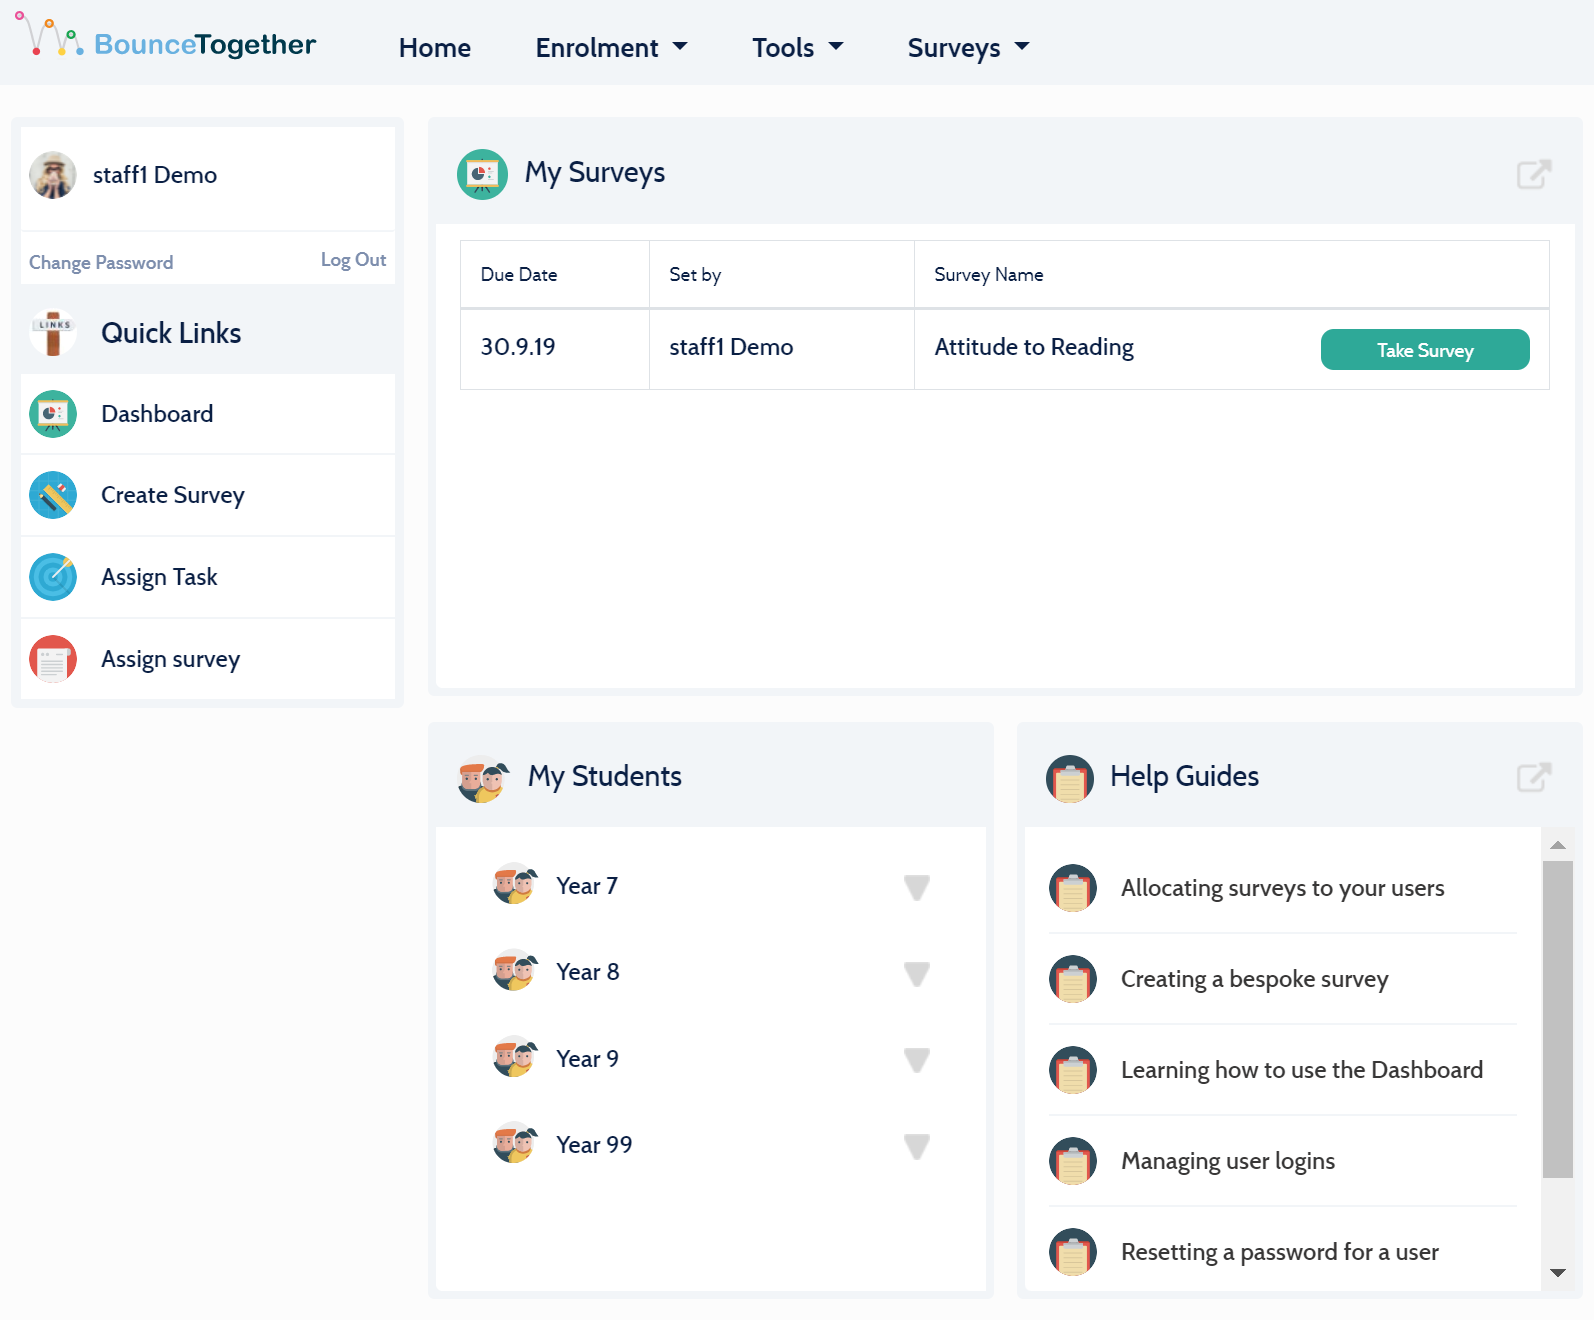 BounceTogether
Home
Enrolment
Tools
Surveys
staff1 Demo
Change Password
Log Out
LINKS
Quick Links
Dashboard
Create Survey
Assign Task
Assign survey
My Surveys
Due Date
Set by
Survey Name
30.9.19
staff1 Demo
Attitude to Reading
Take Survey
My Students
Year 7
Year 8
Year 9
Year 99
Help Guides
Allocating surveys to your users
Creating a bespoke survey
Learning how to use the Dashboard
Managing user logins
Resetting a password for a user